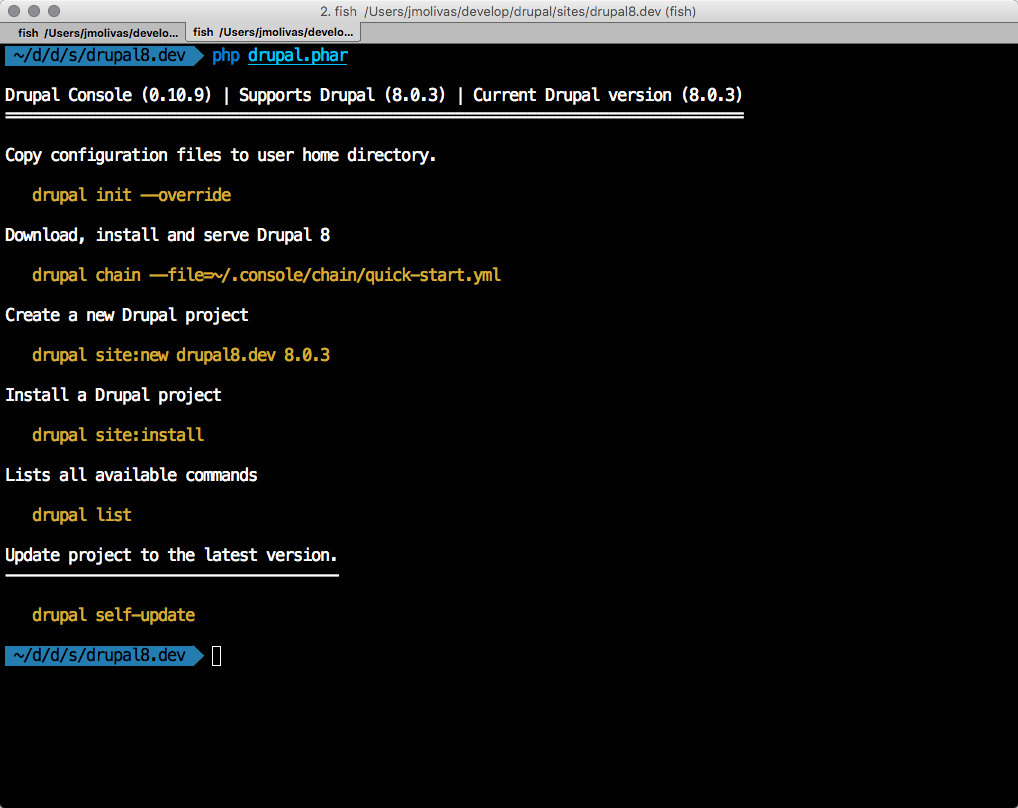 2. fish /Users/jmolivas/develop/drupal/sites/drupal8.dev (fish)
fish /Users/jmolivas/develo... fish /Users/jmolivas/develo...
~/d/d/s/drupal8.dev php drupal.phar
Drupal Console (0.10.9) | Supports Drupal (8.0.3) | Current Drupal version (8.0.3)
Copy configuration files to user home directory.
drupal init --override
Download, install and serve Drupal 8
drupal chain --file=~/.console/chain/quick-start.yml
Create a new Drupal project
drupal site:new drupal8.dev 8.0.3
Install a Drupal project
drupal site:install
Lists all available commands
drupal list
Update project to the latest version.
drupal self-update
~/d/d/s/drupal8.dev